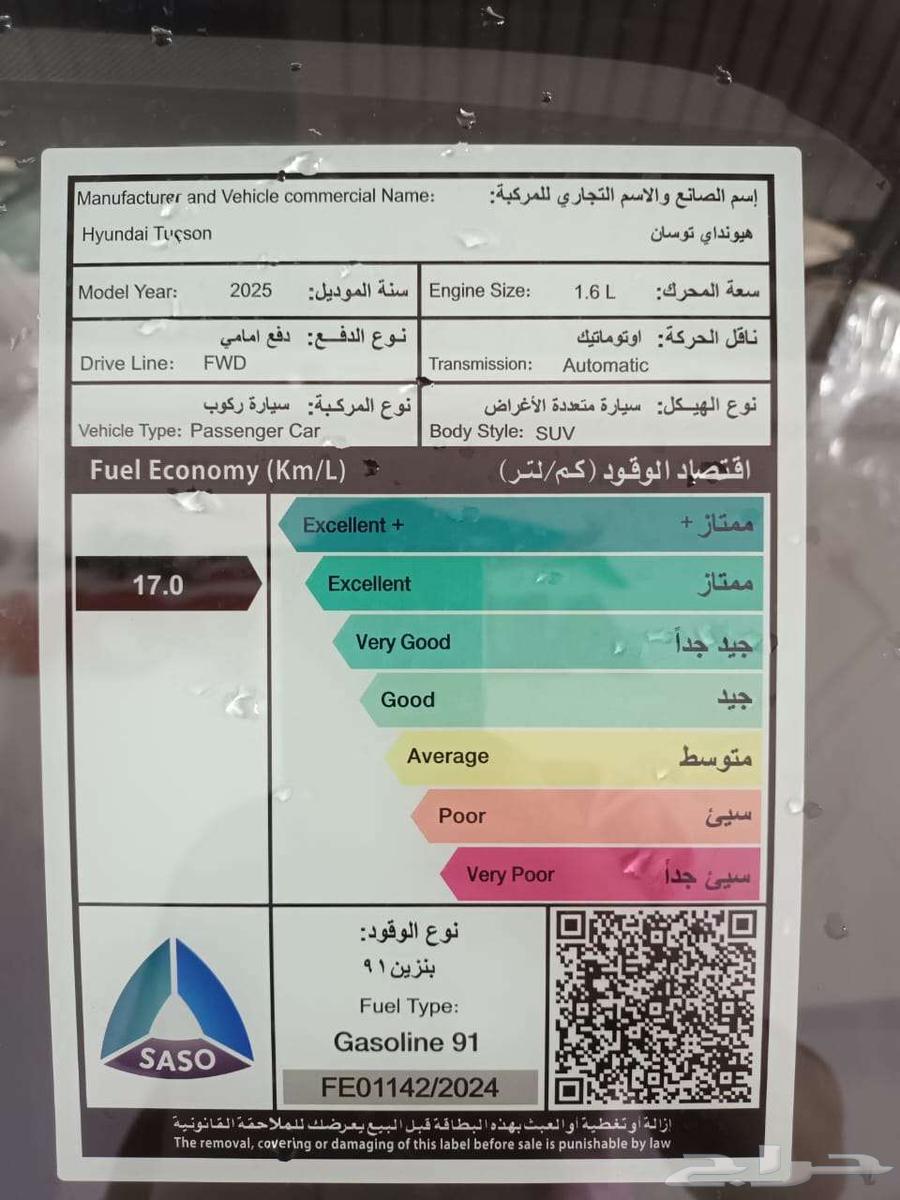 Manufacturer and Vehicle commercial Name: إسم الصانع والاسم التجاري للمركبة:
Hyundai Tucson هيونداي توسان
Model Year: 2025 سنة الموديل:
Engine Size: 1.6 L سعة المحرك:
نوع الدفع: دفع امامي
Drive Line: FWD
ناقل الحركة: اوتوماتيك
Transmission: Automatic
نوع المركبة: سيارة ركوب
Vehicle Type: Passenger Car
نوع الهيكل: سيارة متعددة الأغراض
Body Style: SUV
Fuel Economy (Km/L) اقتصاد الوقود (كم/لتر)
Excellent + ممتاز +
17.0
Excellent ممتاز
Very Good جيد جداً
Good جيد
Average متوسط
Poor سيئ
Very Poor سيئ جداً
SASO
نوع الوقود:
بنزين ٩١
Fuel Type:
Gasoline 91
FE01142/2024
إزالة أو تغطية أو العبث بهذه البطاقة قبل البيع يعرضك للملاحقة القانونية
The removal, covering or damaging of this label before sale is punishable by law
حراج